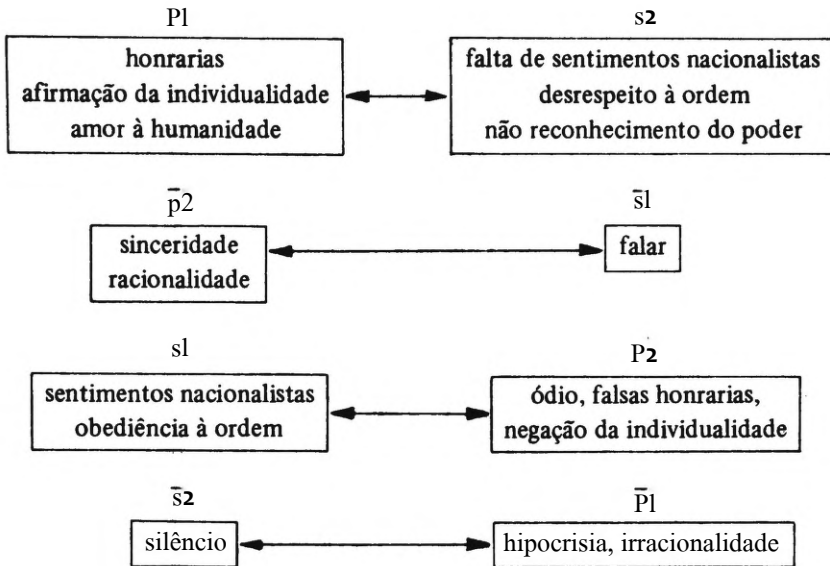 Pl s2
honrarias falta de sentimentos nacionalistas
afirmação da individualidade desrespeito à ordem
amor à humanidade não reconhecimento do poder
p̄2 s̄l
sinceridade falar
racionalidade
sl P2
sentimentos nacionalistas ódio, falsas honrarias,
obediência à ordem negação da individualidade
s̄2 P̄l
silêncio hipocrisia, irracionalidade